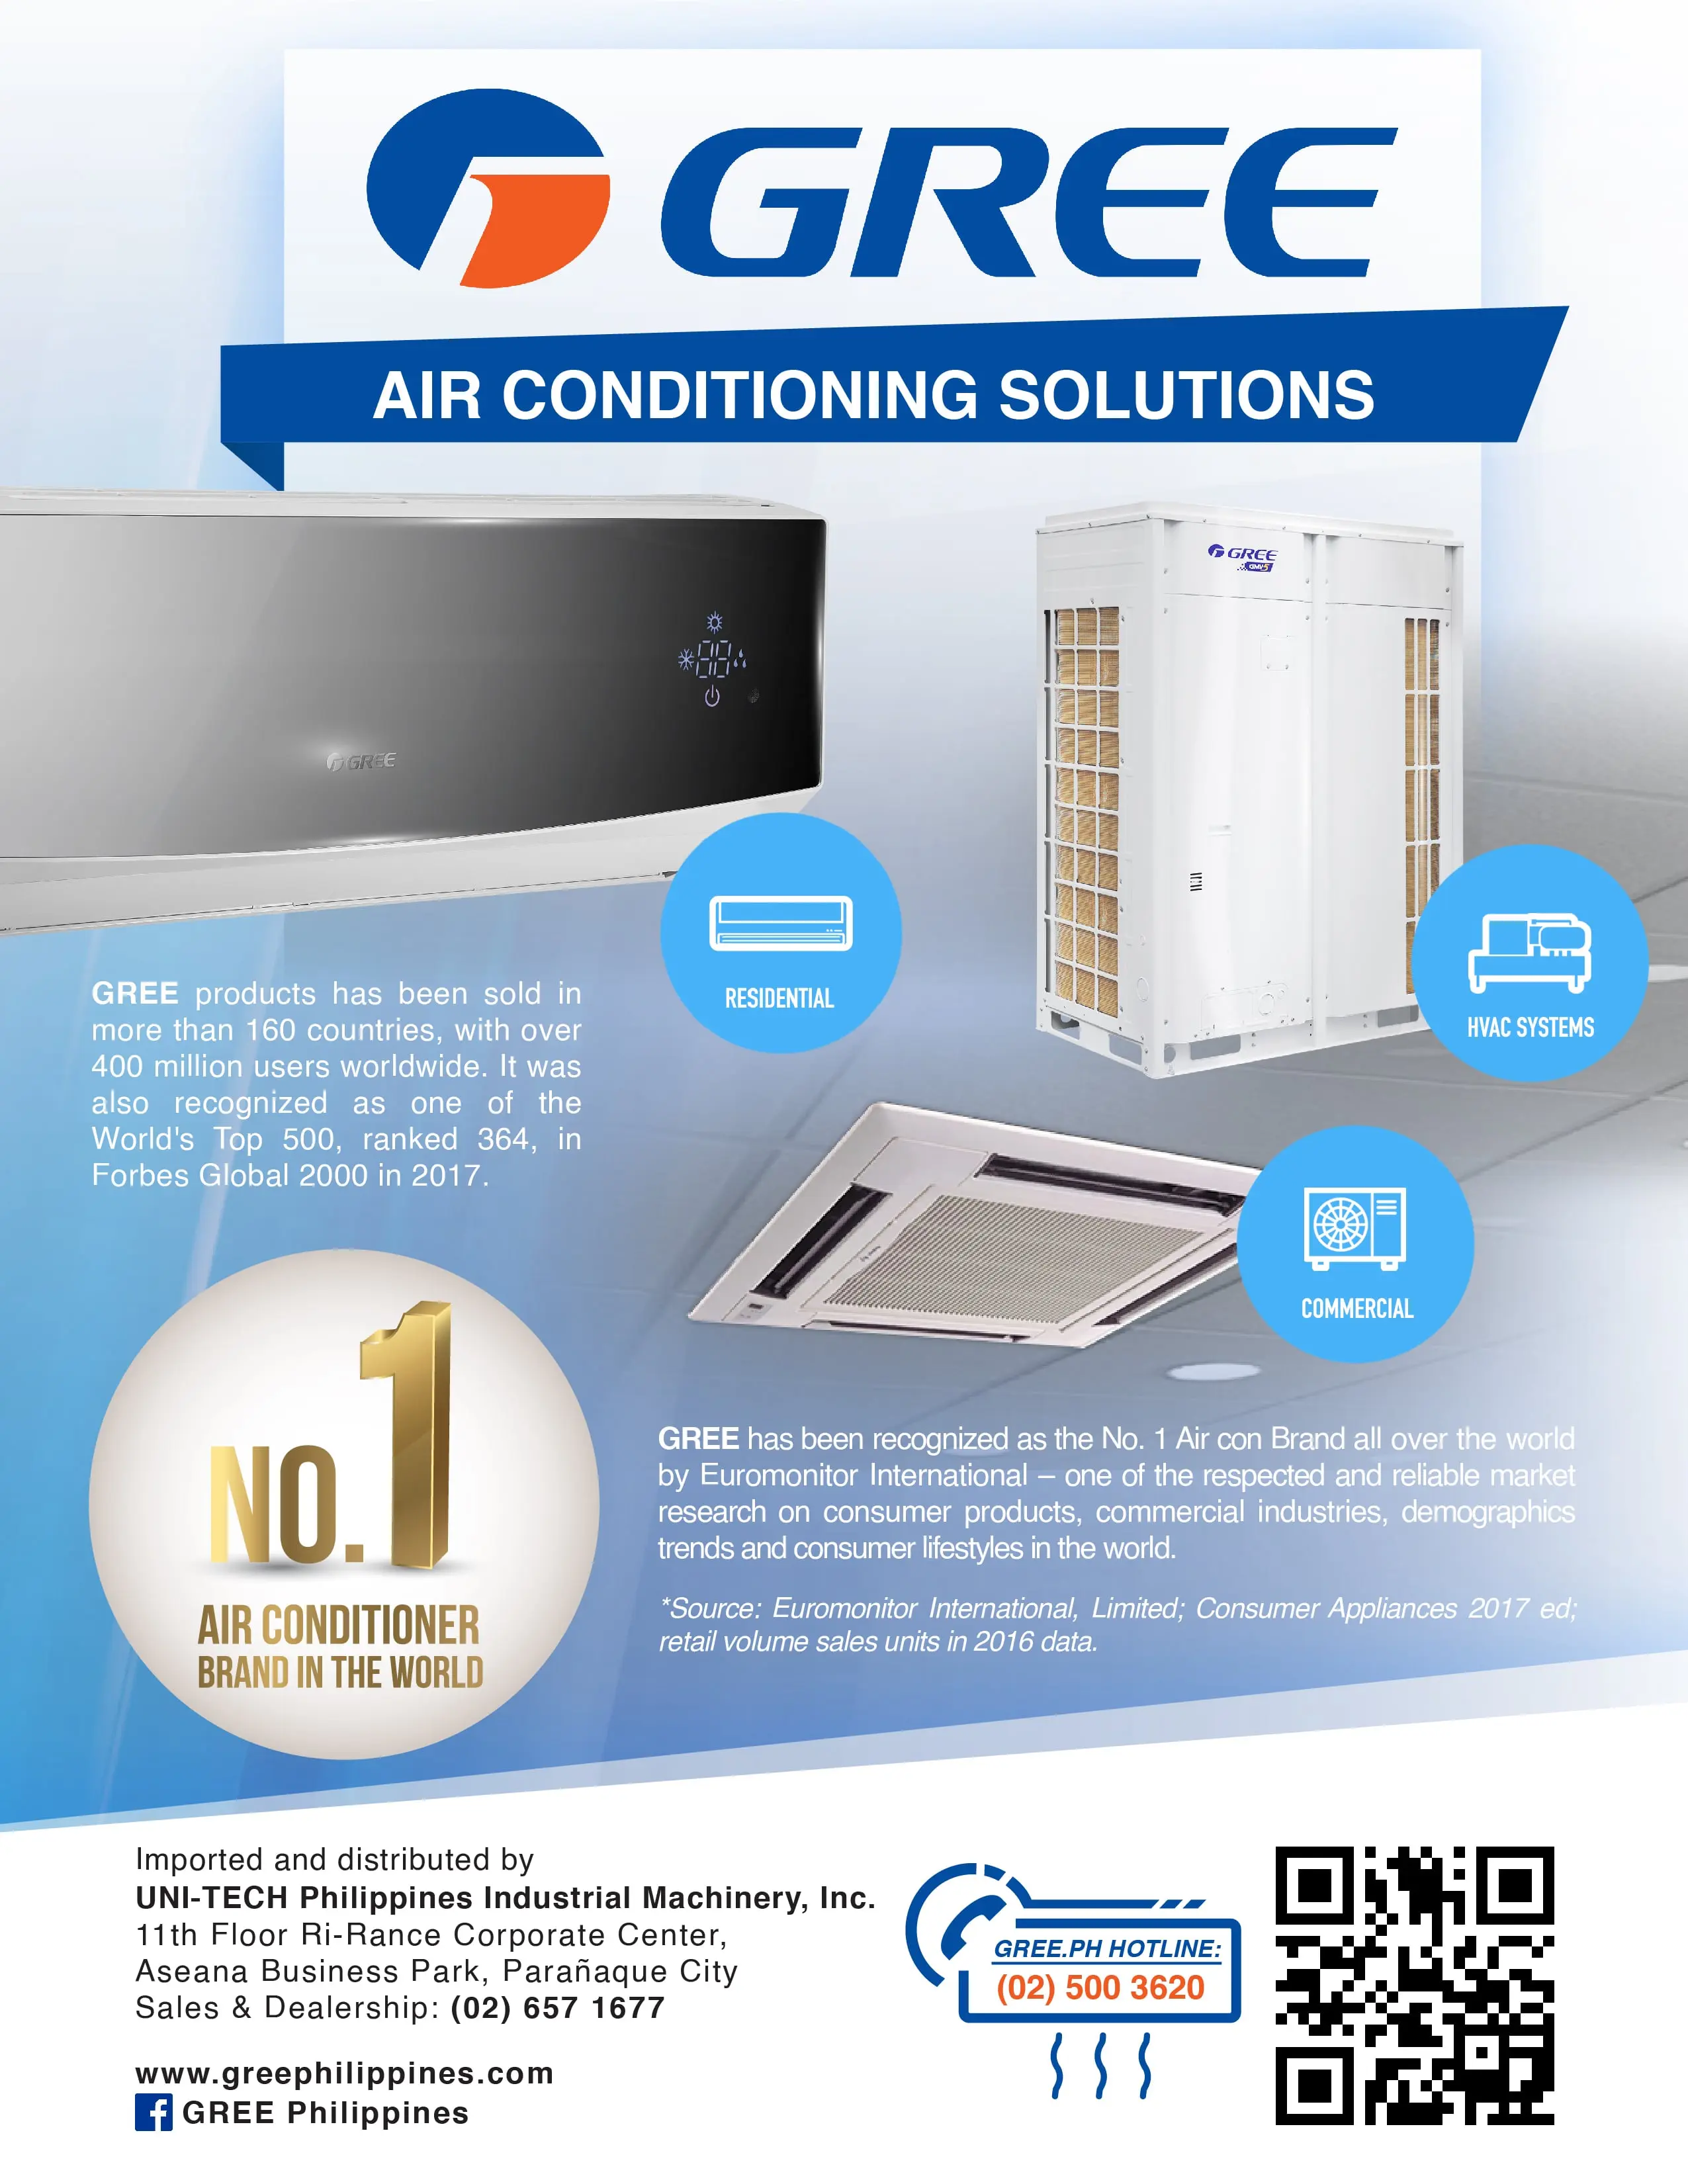 GREE
AIR CONDITIONING SOLUTIONS
GREE
GREE
GMV5
RESIDENTIAL
HVAC SYSTEMS
GREE products has been sold in
more than 160 countries, with over
400 million users worldwide. It was
also recognized as one of the
World's Top 500, ranked 364, in
Forbes Global 2000 in 2017.
COMMERCIAL
NO.1
AIR CONDITIONER
BRAND IN THE WORLD
GREE has been recognized as the No. 1 Air con Brand all over the world
by Euromonitor International – one of the respected and reliable market
research on consumer products, commercial industries, demographics
trends and consumer lifestyles in the world.
*Source: Euromonitor International, Limited; Consumer Appliances 2017 ed;
retail volume sales units in 2016 data.
Imported and distributed by
UNI-TECH Philippines Industrial Machinery, Inc.
11th Floor Ri-Rance Corporate Center,
Aseana Business Park, Parañaque City
Sales & Dealership: (02) 657 1677
www.greephilippines.com
GREE Philippines
GREE.PH HOTLINE:
(02) 500 3620